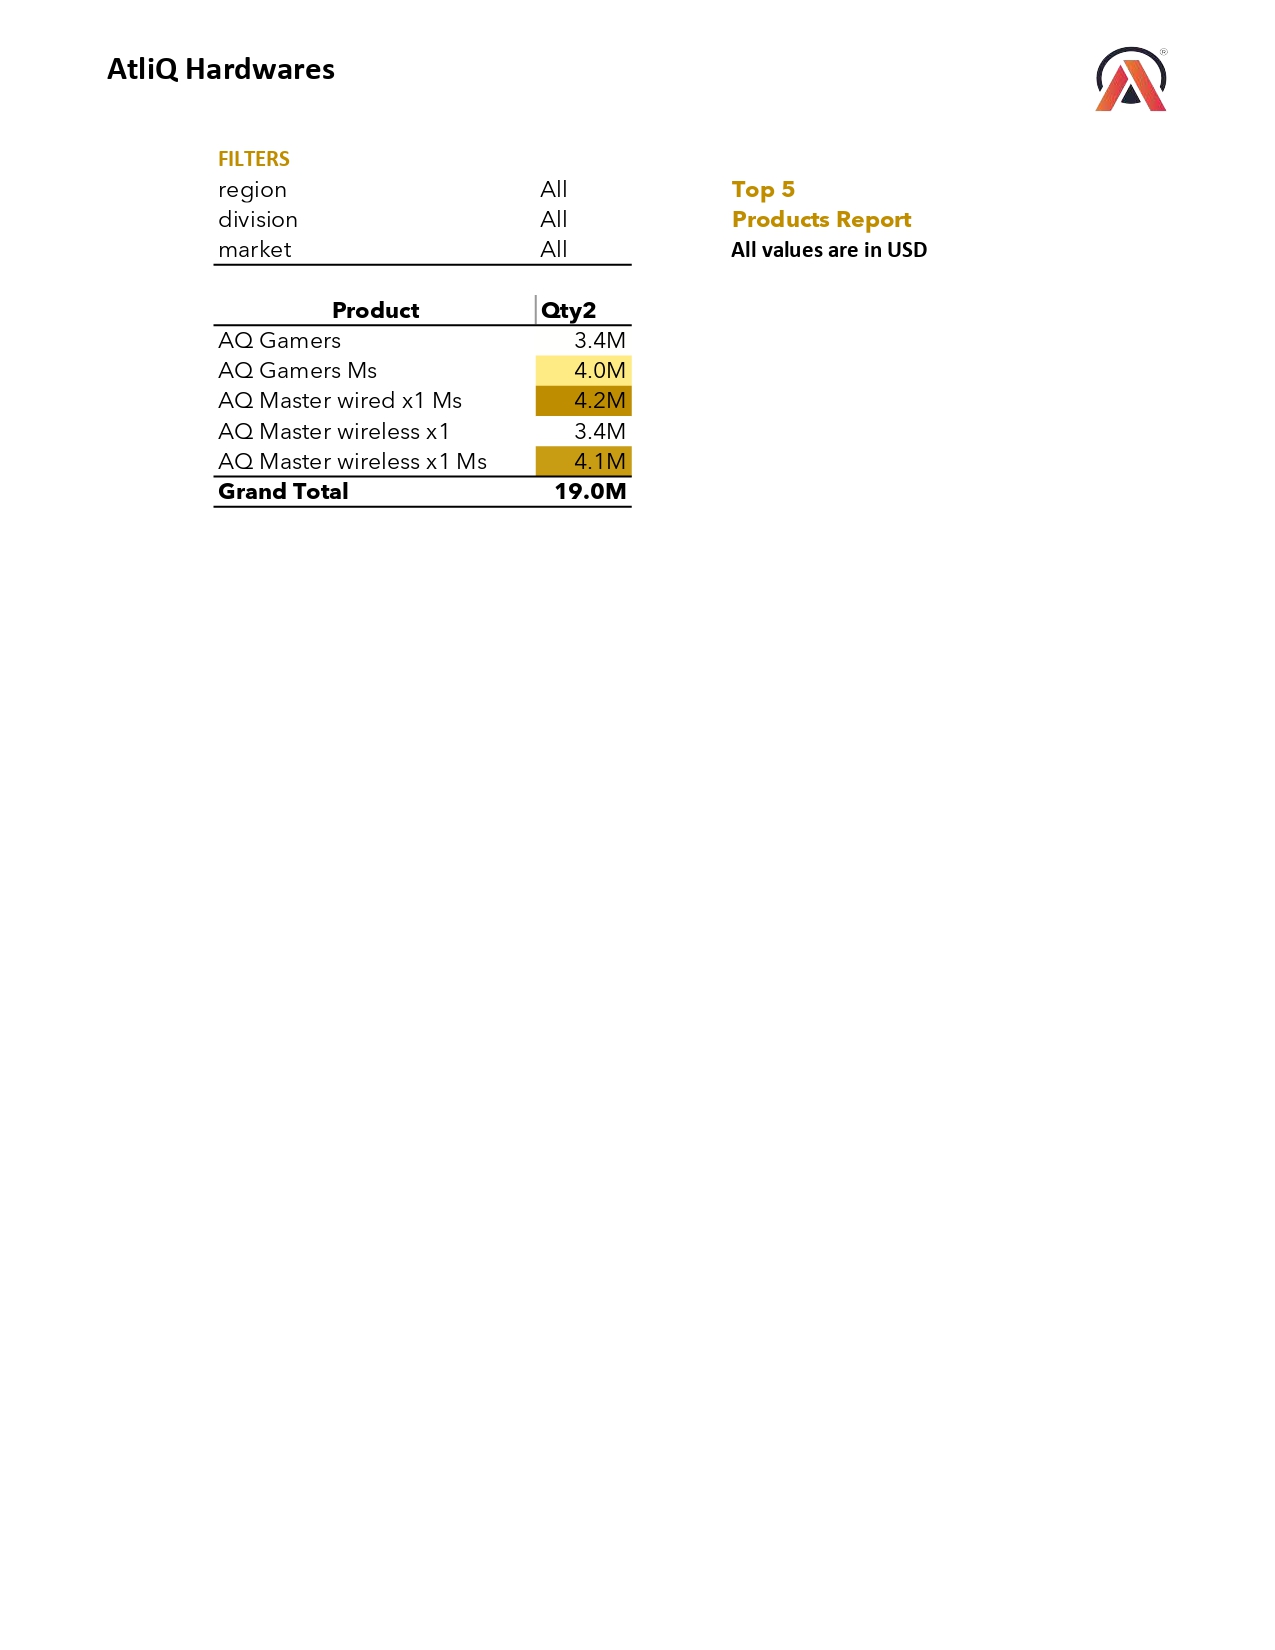 AtliQ Hardwares
®
FILTERS
region All
division All
market All
Top 5
Products Report
All values are in USD
Product Qty2
AQ Gamers 3.4M
AQ Gamers Ms 4.0M
AQ Master wired x1 Ms 4.2M
AQ Master wireless x1 3.4M
AQ Master wireless x1 Ms 4.1M
Grand Total 19.0M